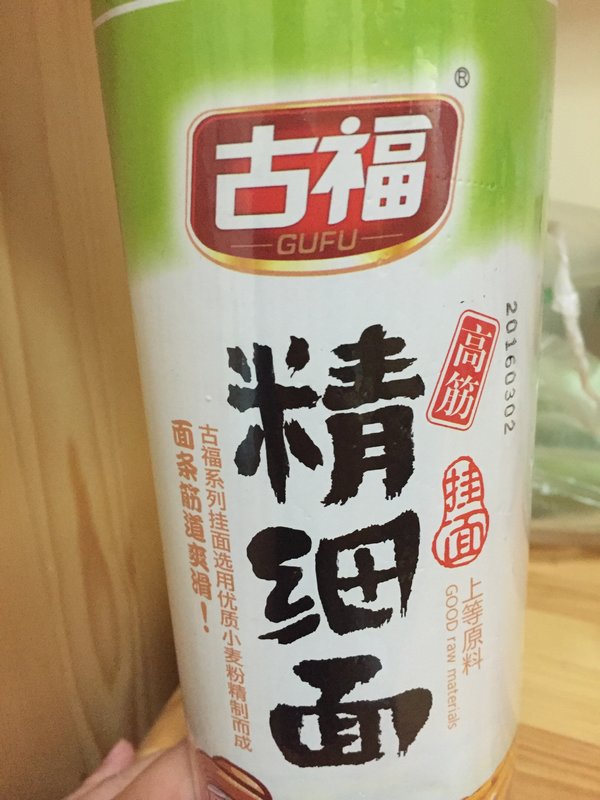 ®
古福
GUFU
高筋
20160302
精细面
挂面
上等原料
GOOD raw materials
古福系列挂面选用优质小麦粉精制而成
面条筋道爽滑！